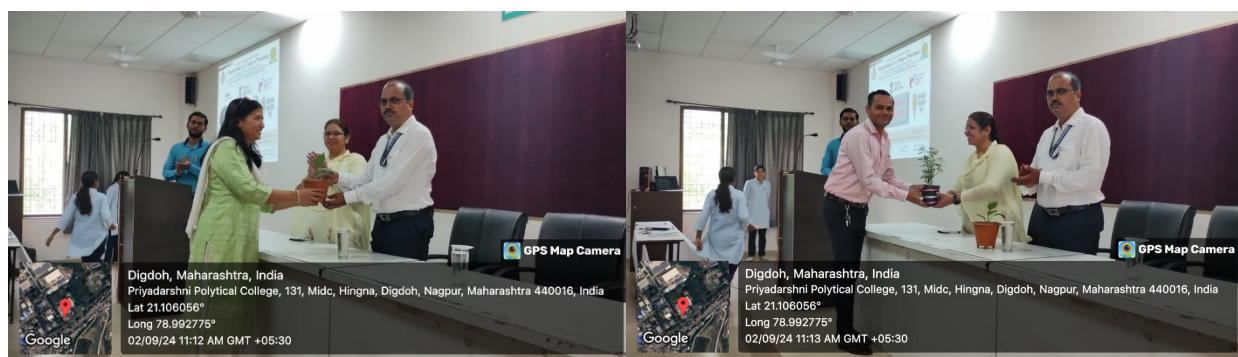 GPS Map Camera
Digdoh, Maharashtra, India
Priyadarshni Polytical College, 131, Midc, Hingna, Digdoh, Nagpur, Maharashtra 440016, India
Lat 21.106056°
Long 78.992775°
02/09/24 11:12 AM GMT +05:30
Google
GPS Map Camera
Digdoh, Maharashtra, India
Priyadarshni Polytical College, 131, Midc, Hingna, Digdoh, Nagpur, Maharashtra 440016, India
Lat 21.106056°
Long 78.992775°
02/09/24 11:13 AM GMT +05:30
Google